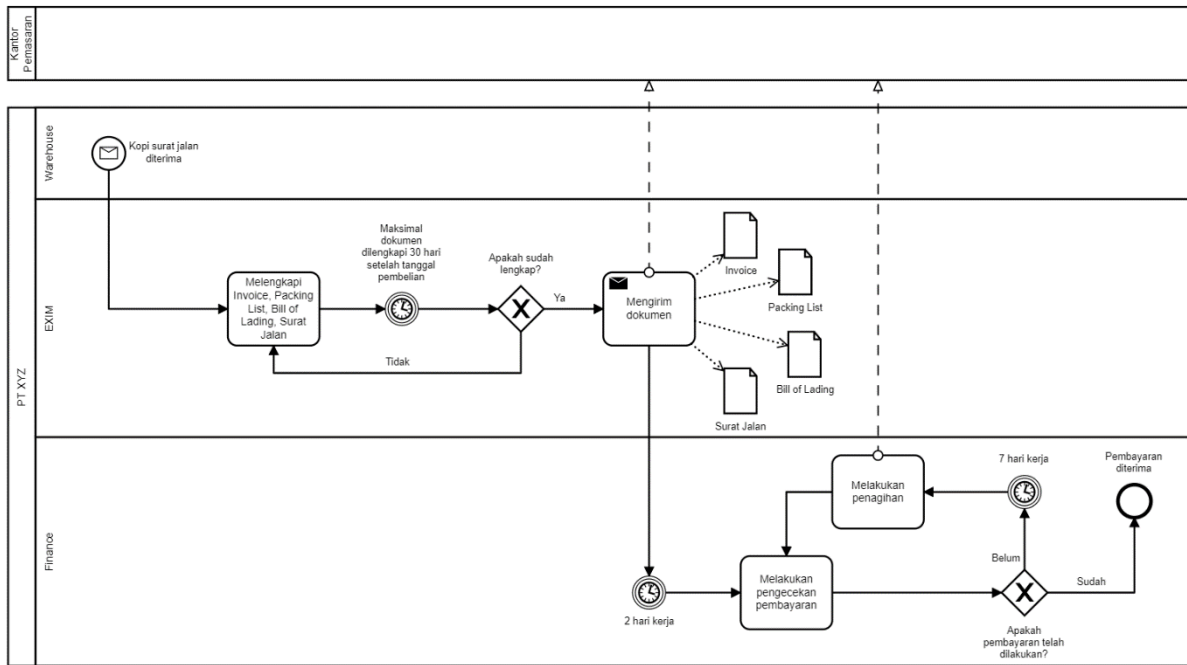 Kantor
Pemasaran
PT XYZ
Warehouse
Kopi surat jalan
diterima
EXIM
Melengkapi
Invoice, Packing
List, Bill of
Lading, Surat
Jalan
Maksimal
dokumen
dilengkapi 30 hari
setelah tanggal
pembelian
Apakah sudah
lengkap?
Ya
Tidak
Mengirim
dokumen
Invoice
Packing List
Bill of Lading
Surat Jalan
Finance
2 hari kerja
Melakukan
pengecekan
pembayaran
Melakukan
penagihan
7 hari kerja
Belum
Apakah
pembayaran telah
dilakukan?
Sudah
Pembayaran
diterima